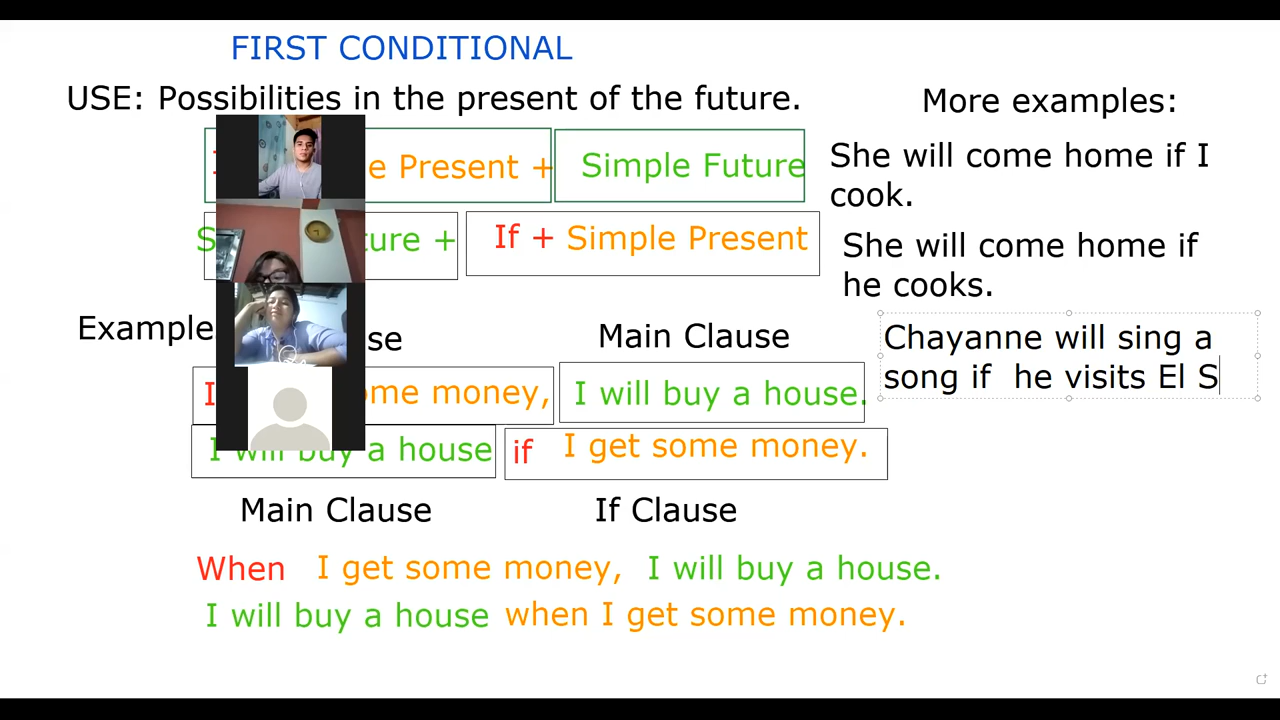 FIRST CONDITIONAL
USE: Possibilities in the present of the future.
Present + Simple Future
+ If + Simple Present
Example
Main Clause
some money, I will buy a house.
I will buy a house if I get some money.
Main Clause If Clause
When I get some money, I will buy a house.
I will buy a house when I get some money.
More examples:
She will come home if I
cook.
She will come home if
he cooks.
Chayanne will sing a
song if he visits El S